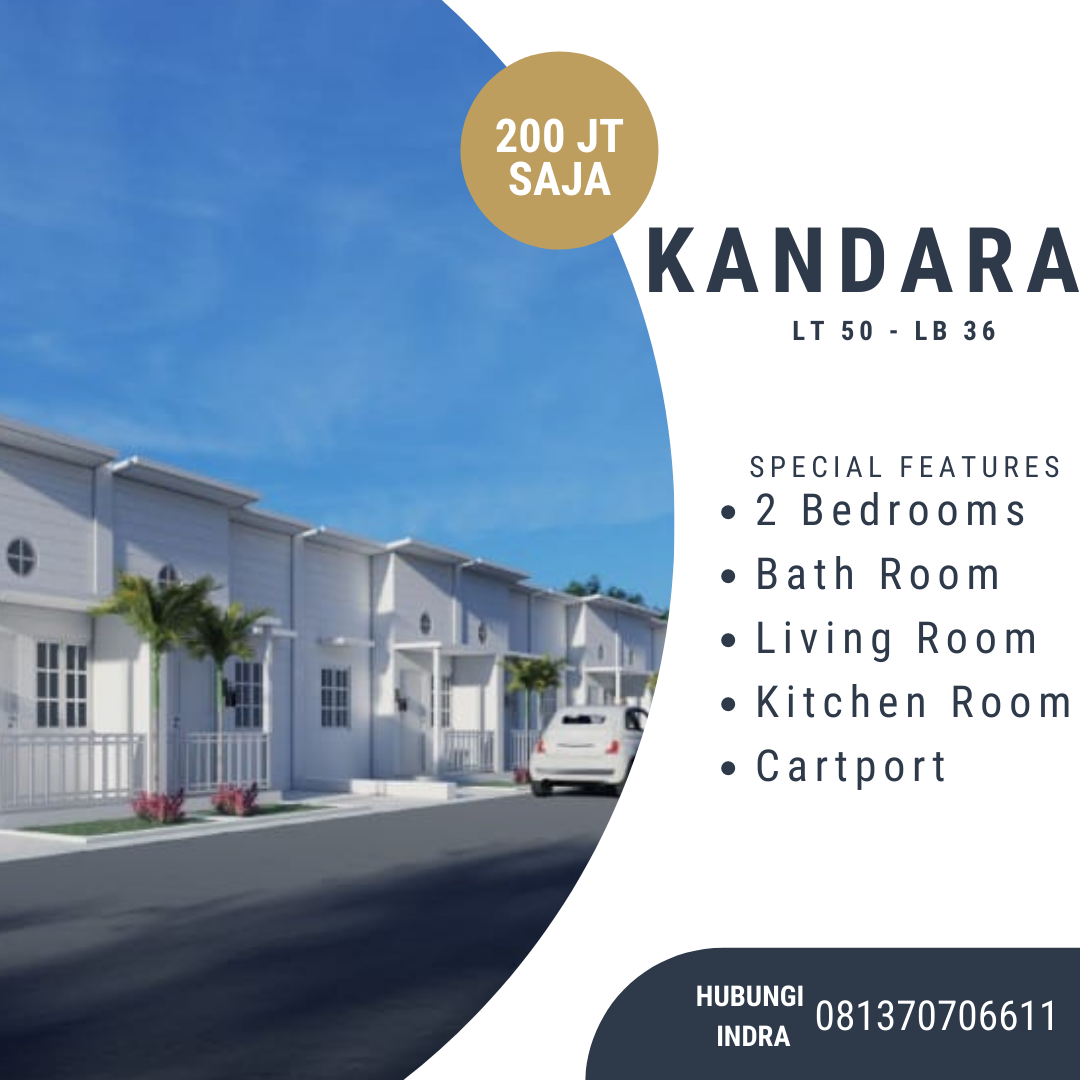 200 JT
SAJA
KANDARA
LT 50 - LB 36
SPECIAL FEATURES
• 2 Bedrooms
• Bath Room
• Living Room
• Kitchen Room
• Cartport
HUBUNGI
INDRA
081370706611